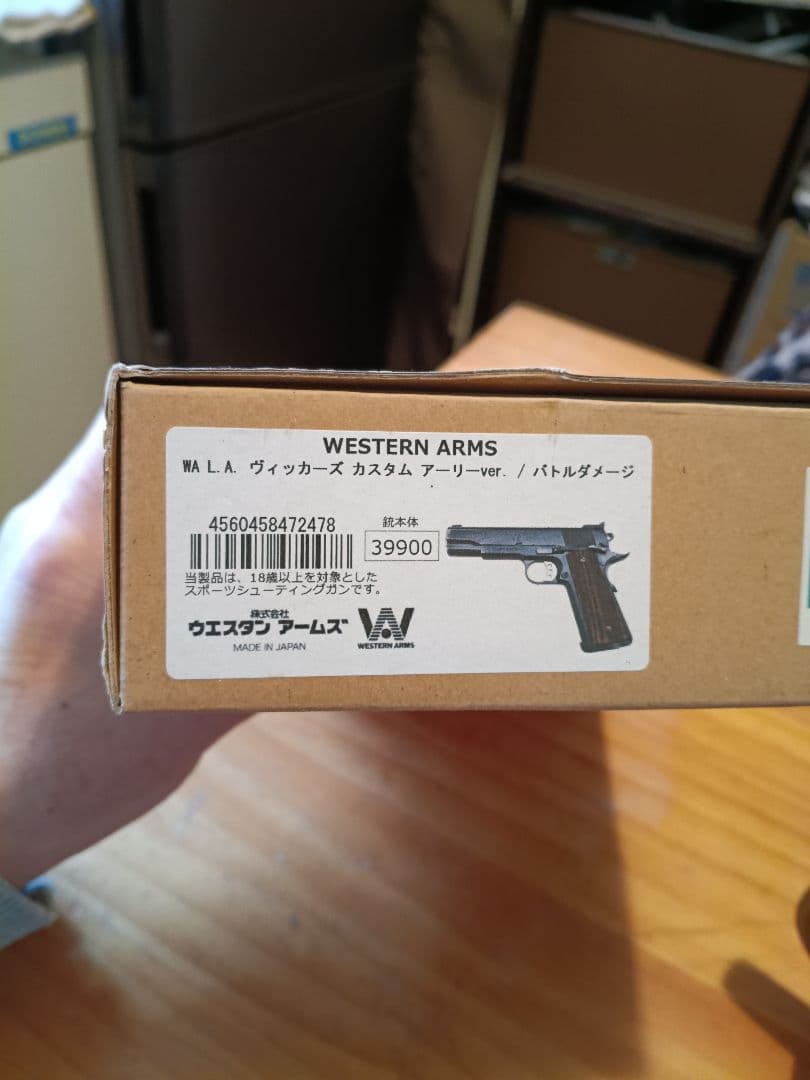 WESTERN ARMS
WA L.A. ヴィッカーズ カスタム アーリーver. / バトルダメージ
4560458472478
銃本体
39900
当製品は、18歳以上を対象とした
スポーツシューティングガンです。
株式会社
ウエスタン アームズ
MADE IN JAPAN
WESTERN ARMS